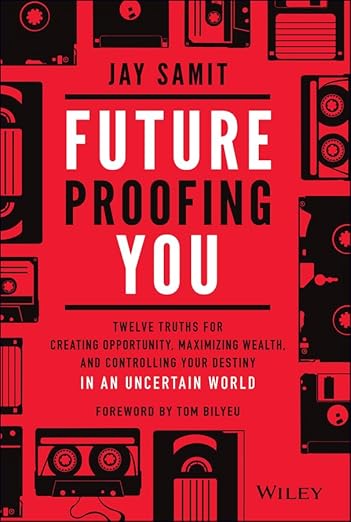 JAY SAMIT
FUTURE
PROOFING
YOU
TWELVE TRUTHS FOR
CREATING OPPORTUNITY, MAXIMIZING WEALTH,
AND CONTROLLING YOUR DESTINY
IN AN UNCERTAIN WORLD
FOREWORD BY TOM BILYEU
WILEY